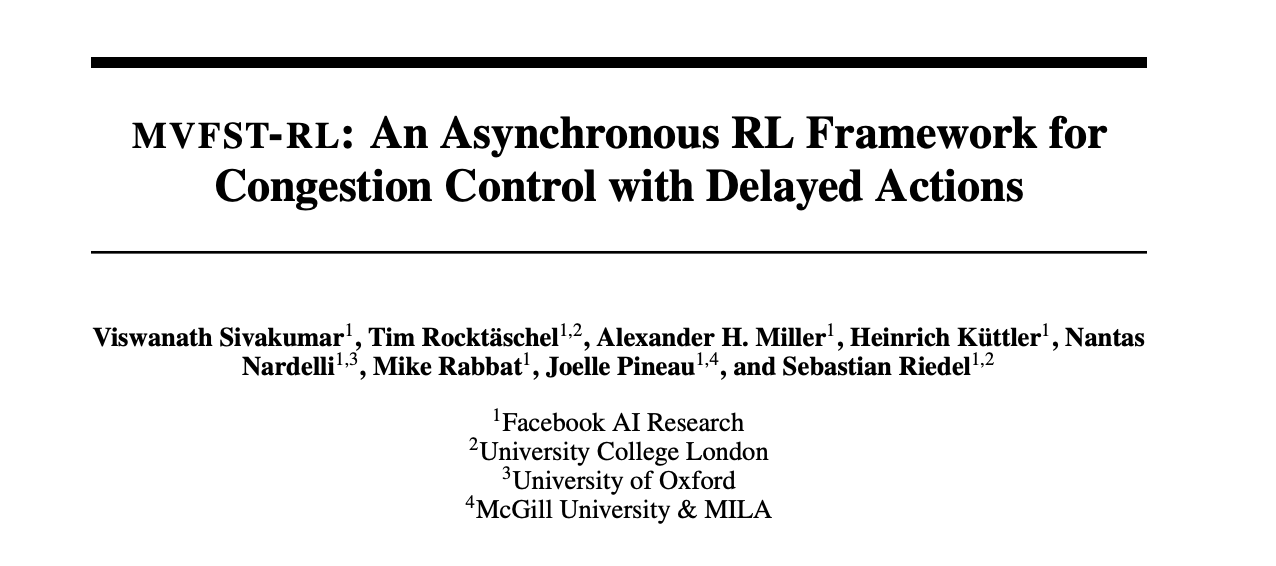 MVFST-RL: An Asynchronous RL Framework for
Congestion Control with Delayed Actions
Viswanath Sivakumar¹, Tim Rocktäschel¹,², Alexander H. Miller¹, Heinrich Küttler¹, Nantas
Nardelli¹,³, Mike Rabbat¹, Joelle Pineau¹,⁴, and Sebastian Riedel¹,²
¹Facebook AI Research
²University College London
³University of Oxford
⁴McGill University & MILA